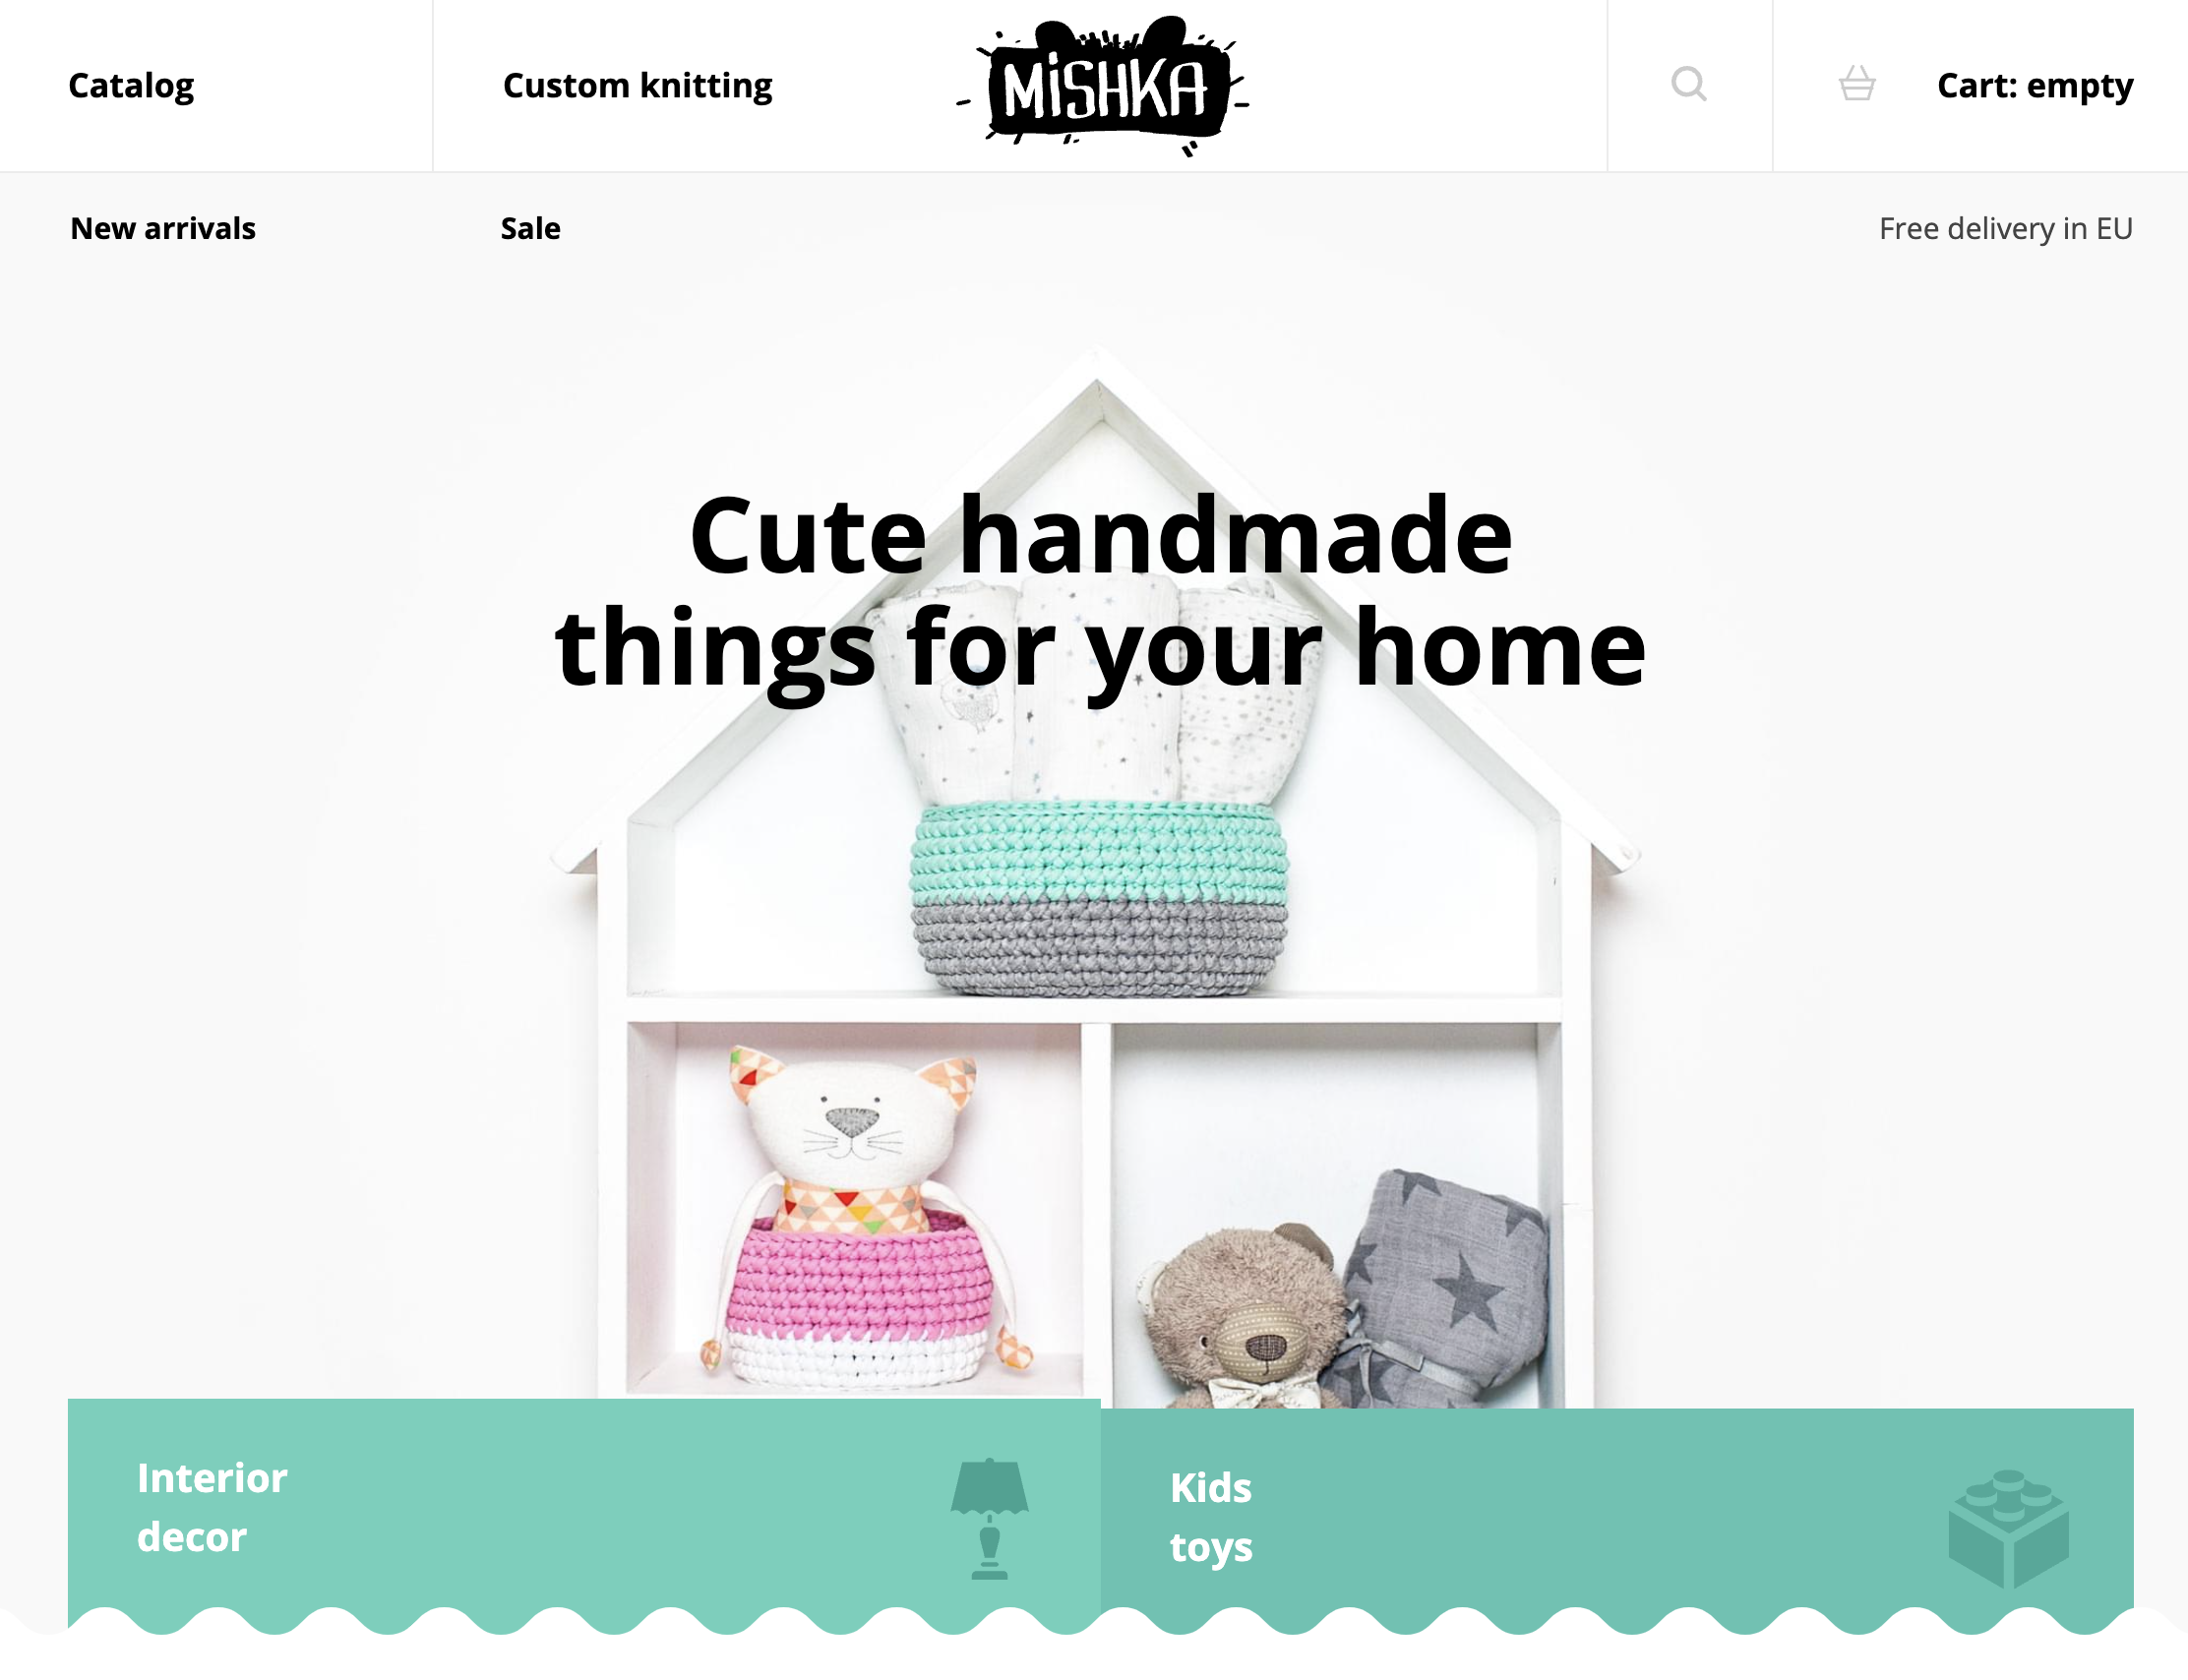 Catalog
Custom knitting
MiSHKA
Cart: empty
New arrivals
Sale
Free delivery in EU
Cute handmade
things for your home
Interior
decor
Kids
toys